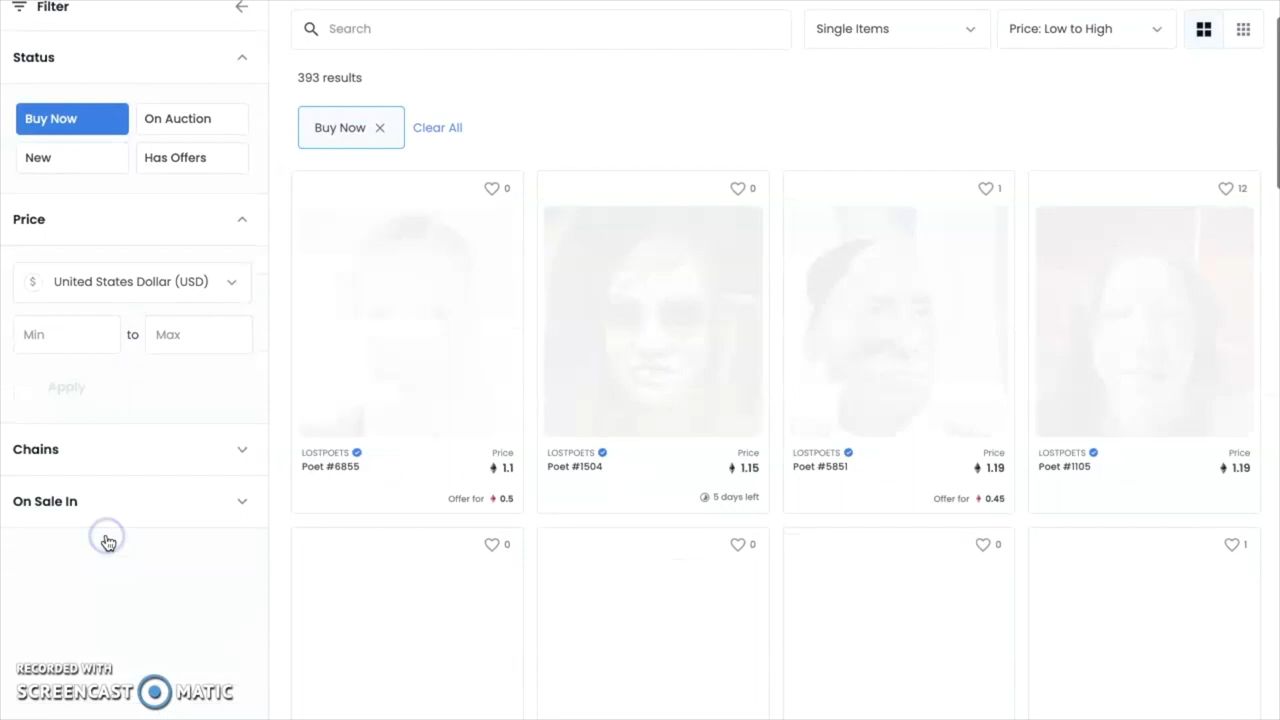 Filter
Status
Buy Now
On Auction
New
Has Offers
Price
$ United States Dollar (USD)
Min to Max
Apply
Chains
On Sale In
RECORDED WITH
SCREENCAST MATIC
Search
Single Items
Price: Low to High
393 results
Buy Now
Clear All
0
LOSTPOETS Price
Poet #6855 1.1
Offer for 0.5
0
LOSTPOETS Price
Poet #1504 1.15
5 days left
1
LOSTPOETS Price
Poet #5851 1.19
Offer for 0.45
12
LOSTPOETS Price
Poet #1105 1.19
0
0
0
1